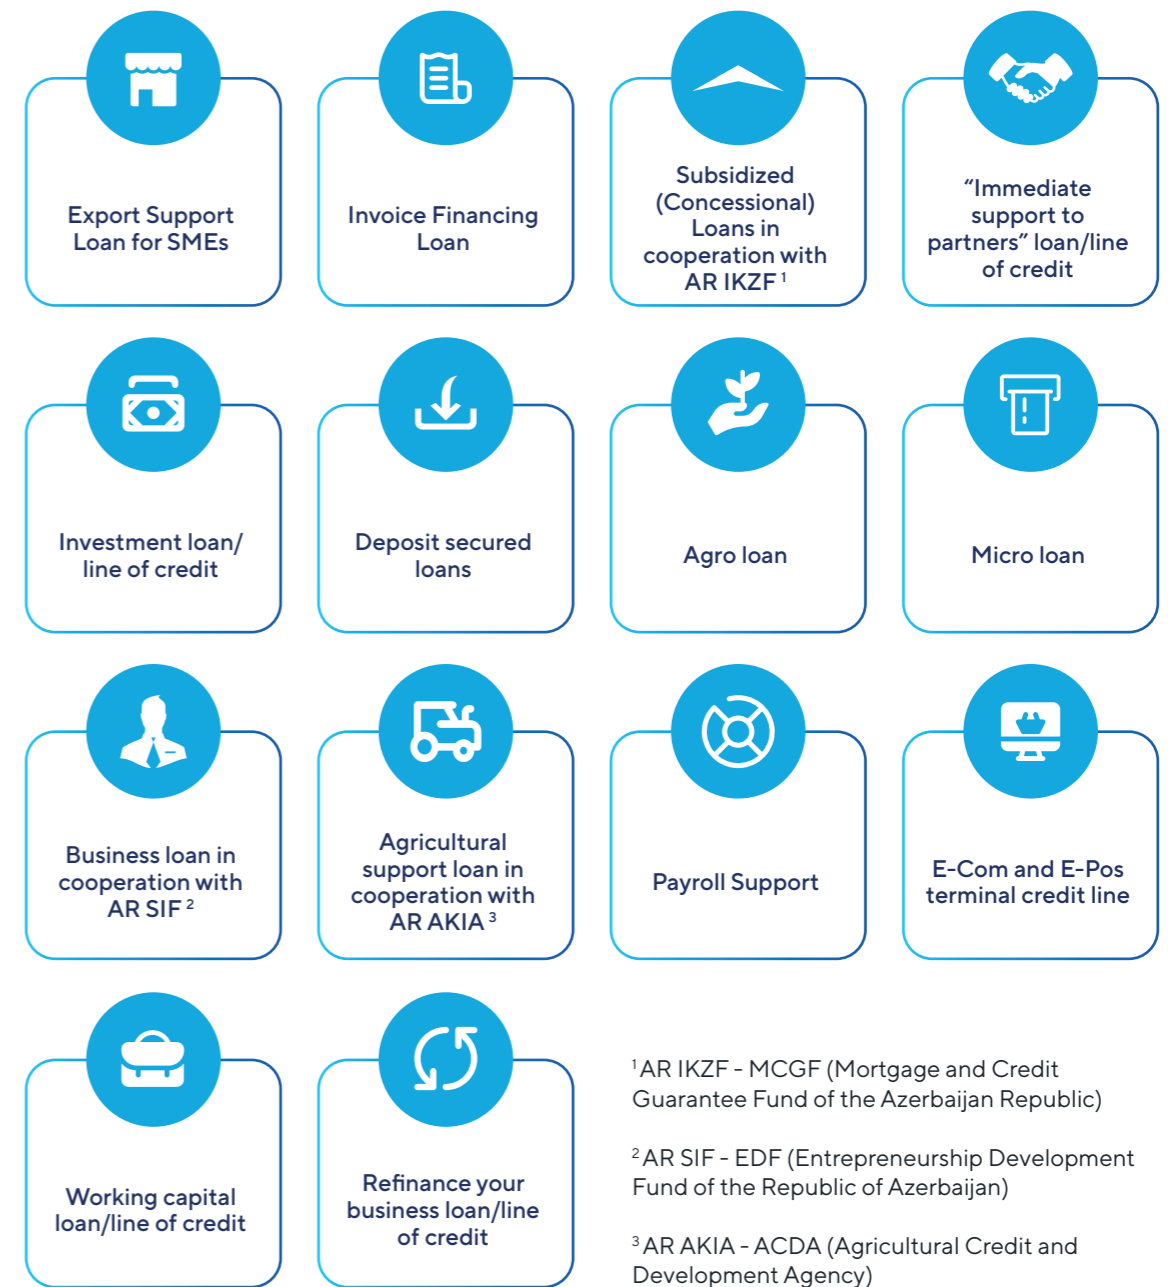 Export Support
Loan for SMEs
Invoice Financing
Loan
Subsidized
(Concessional)
Loans in
cooperation with
AR IKZF ¹
“Immediate
support to
partners” loan/line
of credit
Investment loan/
line of credit
Deposit secured
loans
Agro loan
Micro loan
Business loan in
cooperation with
AR SIF ²
Agricultural
support loan in
cooperation with
AR AKIA ³
Payroll Support
E-Com and E-Pos
terminal credit line
Working capital
loan/line of credit
Refinance your
business loan/line
of credit
¹ AR IKZF - MCGF (Mortgage and Credit
Guarantee Fund of the Azerbaijan Republic)
² AR SIF - EDF (Entrepreneurship Development
Fund of the Republic of Azerbaijan)
³ AR AKIA - ACDA (Agricultural Credit and
Development Agency)